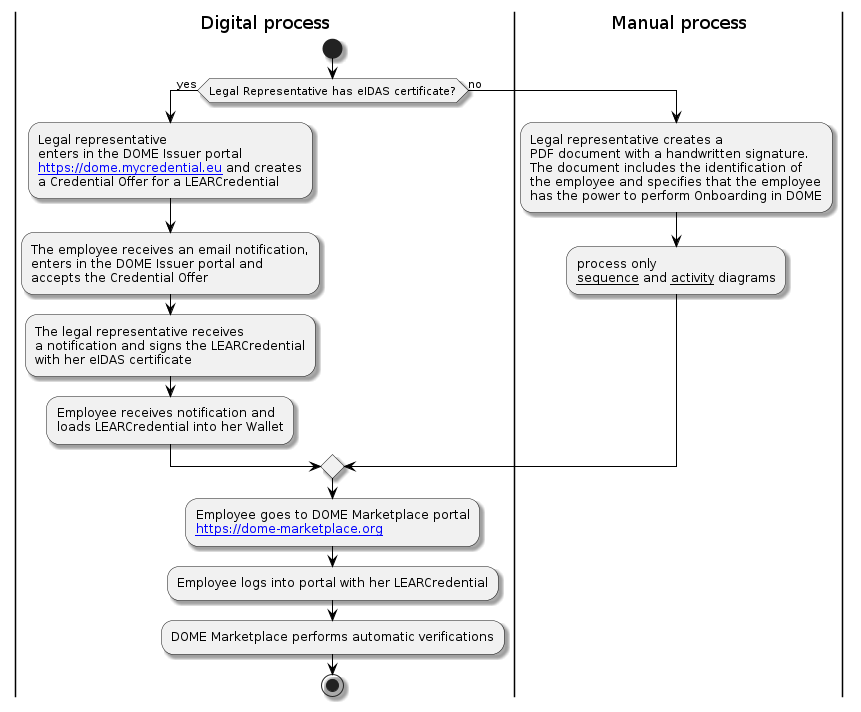 Digital process
Manual process
Legal Representative has eIDAS certificate?
yes
no
Legal representative
enters in the DOME Issuer portal
https://dome.mycredential.eu and creates
a Credential Offer for a LEARCredential
The employee receives an email notification,
enters in the DOME Issuer portal and
accepts the Credential Offer
The legal representative receives
a notification and signs the LEARCredential
with her eIDAS certificate
Employee receives notification and
loads LEARCredential into her Wallet
Legal representative creates a
PDF document with a handwritten signature.
The document includes the identification of
the employee and specifies that the employee
has the power to perform Onboarding in DOME
process only
sequence and activity diagrams
Employee goes to DOME Marketplace portal
https://dome-marketplace.org
Employee logs into portal with her LEARCredential
DOME Marketplace performs automatic verifications